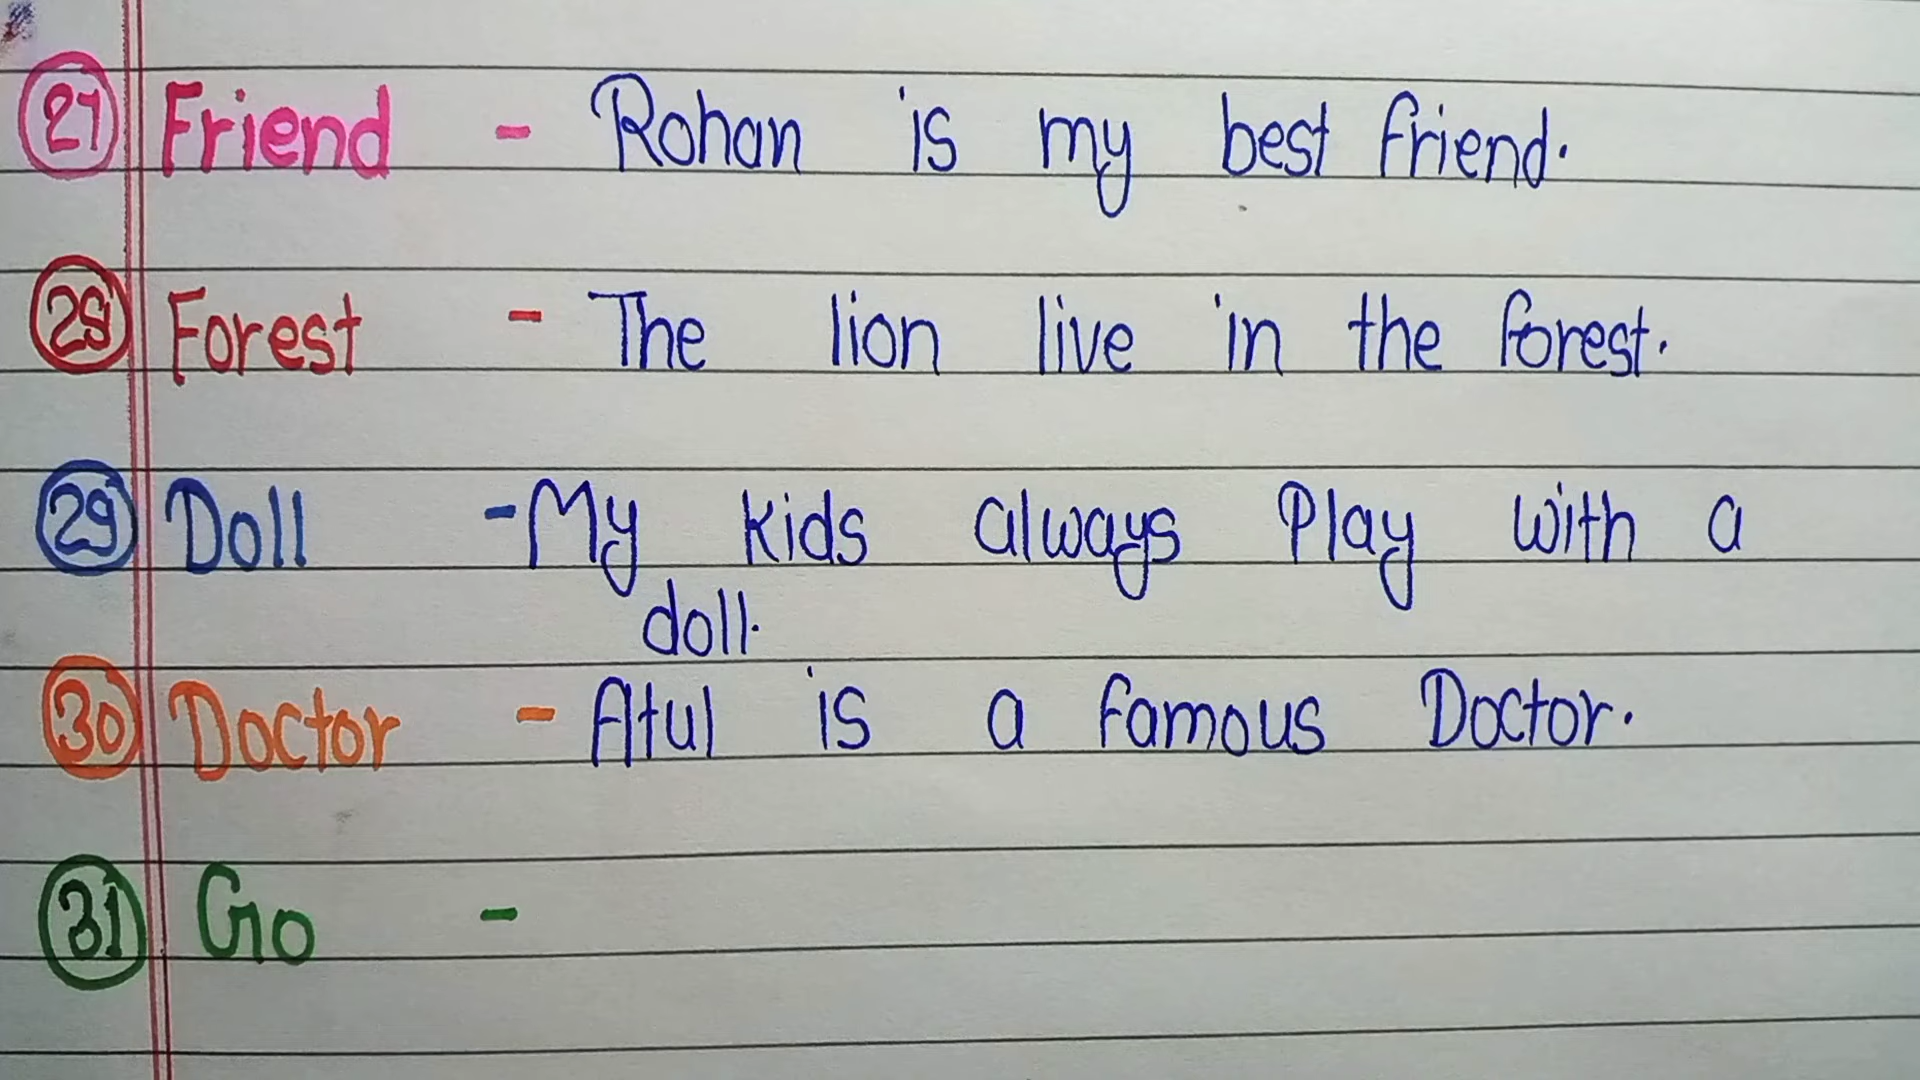 27 Friend - Rohan is my best friend.
28 Forest - The lion live in the forest.
29 Doll - My kids always Play with a
doll.
30 Doctor - Atul is a famous Doctor.
31 Go -